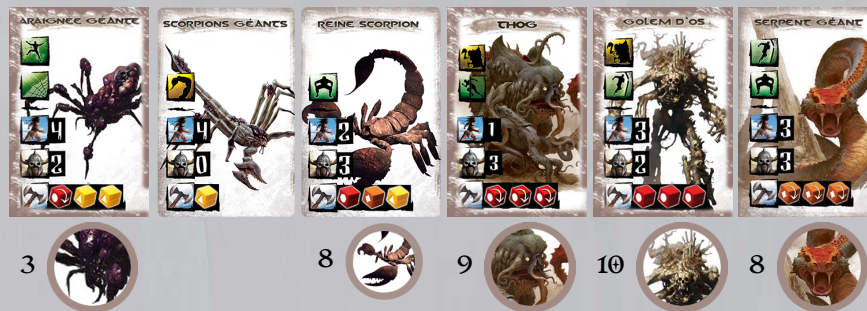 ARAIGNÉE GÉANTE
4
2
3
SCORPIONS GÉANTS
4
0
REINE SCORPION
2
3
8
THOG
1
3
9
GOLEM D'OS
3
2
10
SERPENT GÉANT
3
3
8